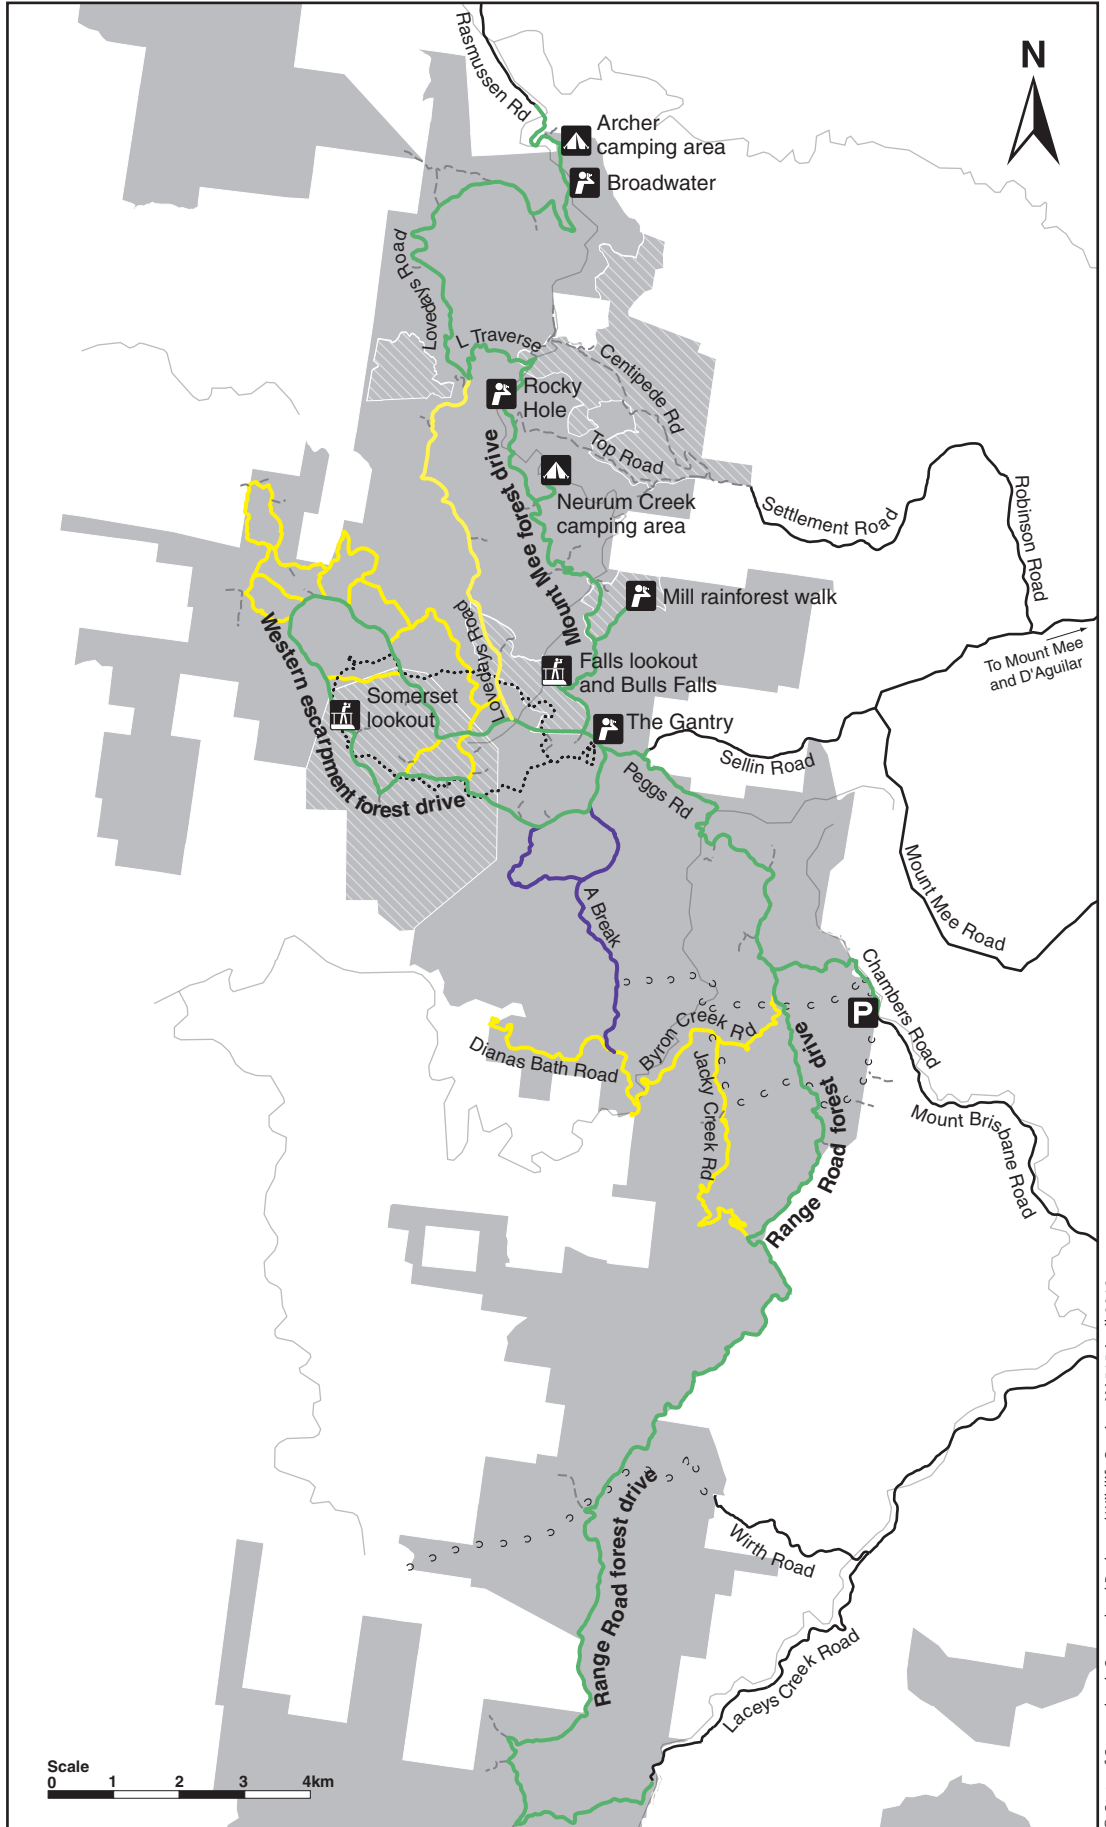 N
Rasmussen Rd
Archer
camping area
Broadwater
Lovedays Road
L Traverse
Centipede Rd
Rocky
Hole
Top Road
Mount Mee forest drive
Neurum Creek
camping area
Settlement Road
Robinson Road
Mill rainforest walk
To Mount Mee
and D'Aguilar
Lovedays Road
Falls lookout
and Bulls Falls
Western escarpment forest drive
Somerset
lookout
The Gantry
Sellin Road
Peggs Rd
Mount Mee Road
A Break
Chambers Road
P
Byron Creek Rd
Dianas Bath Road
Jacky Creek Rd
Range Road forest drive
Mount Brisbane Road
Range Road forest drive
Wirth Road
Laceys Creek Road
Scale
0 1 2 3 4km